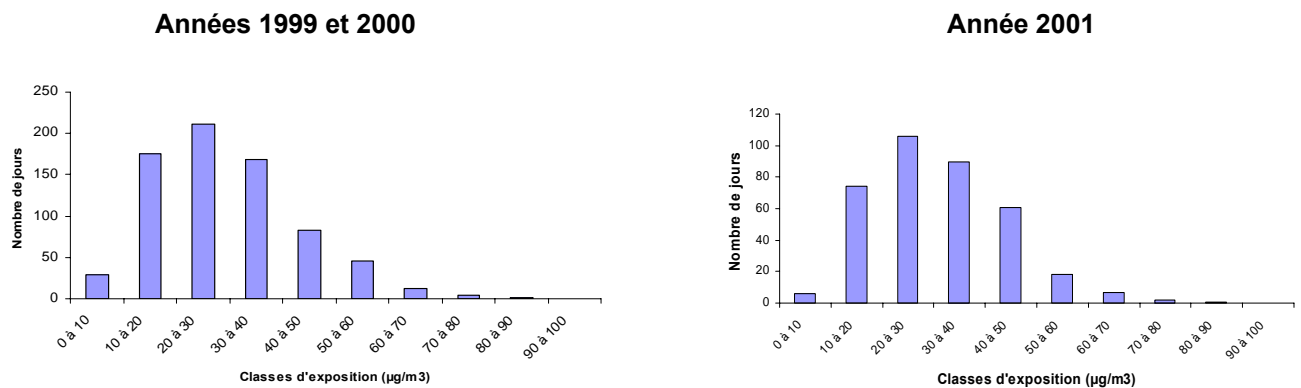 Années 1999 et 2000
250
200
150
100
50
0
Nombre de jours
0 à 10
10 à 20
20 à 30
30 à 40
40 à 50
50 à 60
60 à 70
70 à 80
80 à 90
90 à 100
Classes d'exposition (µg/m3)
Année 2001
120
100
80
60
40
20
0
Nombre de jours
0 à 10
10 à 20
20 à 30
30 à 40
40 à 50
50 à 60
60 à 70
70 à 80
80 à 90
90 à 100
Classes d'exposition (µg/m3)